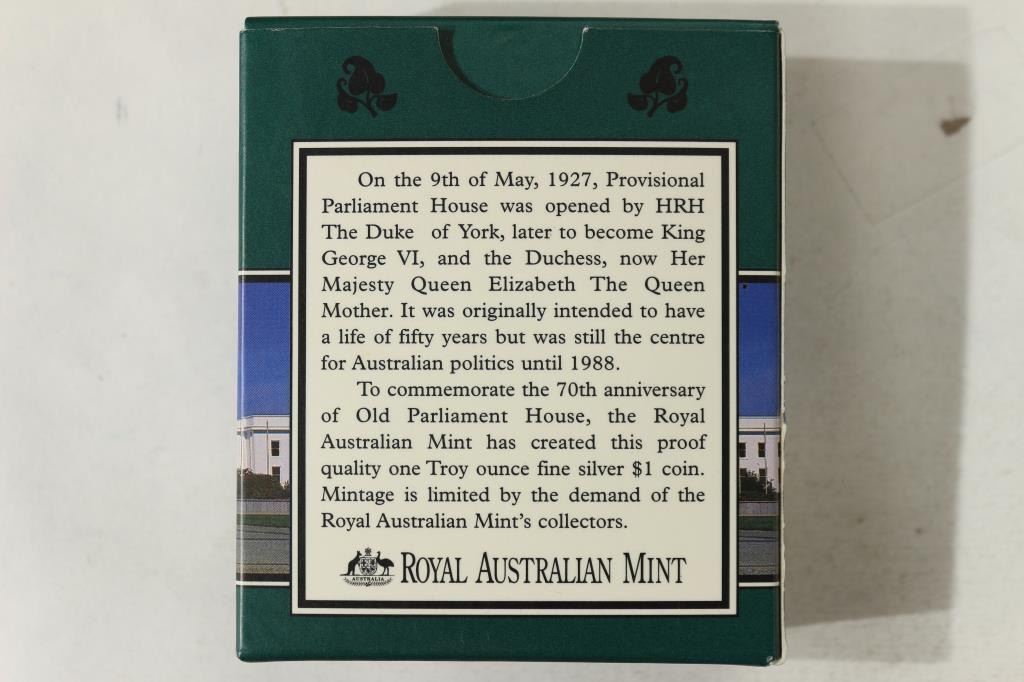 On the 9th of May, 1927, Provisional
Parliament House was opened by HRH
The Duke of York, later to become King
George VI, and the Duchess, now Her
Majesty Queen Elizabeth The Queen
Mother. It was originally intended to have
a life of fifty years but was still the centre
for Australian politics until 1988.
To commemorate the 70th anniversary
of Old Parliament House, the Royal
Australian Mint has created this proof
quality one Troy ounce fine silver $1 coin.
Mintage is limited by the demand of the
Royal Australian Mint's collectors.
AUSTRALIA
ROYAL AUSTRALIAN MINT